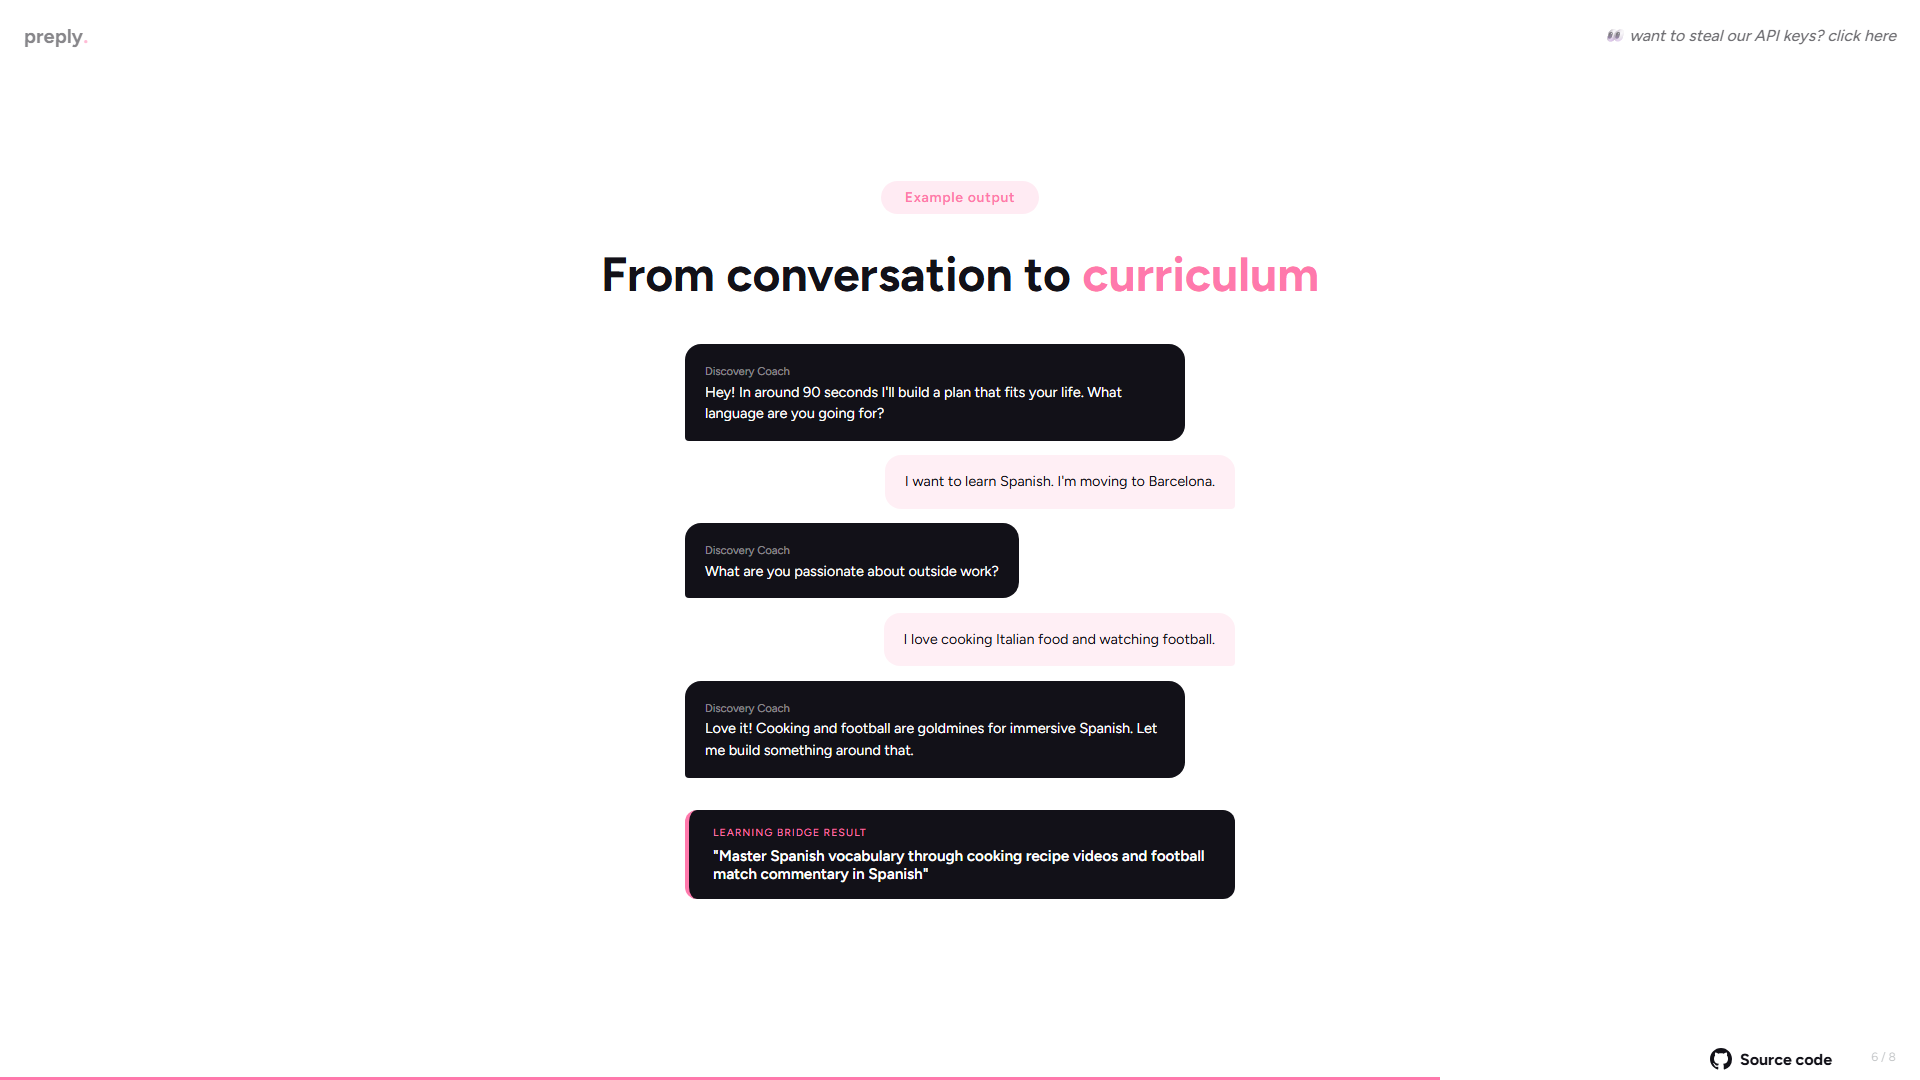 preply.
👀 want to steal our API keys? click here
Example output
From conversation to curriculum
Discovery Coach
Hey! In around 90 seconds I'll build a plan that fits your life. What
language are you going for?
I want to learn Spanish. I'm moving to Barcelona.
Discovery Coach
What are you passionate about outside work?
I love cooking Italian food and watching football.
Discovery Coach
Love it! Cooking and football are goldmines for immersive Spanish. Let
me build something around that.
LEARNING BRIDGE RESULT
"Master Spanish vocabulary through cooking recipe videos and football
match commentary in Spanish"
Source code
6 / 8